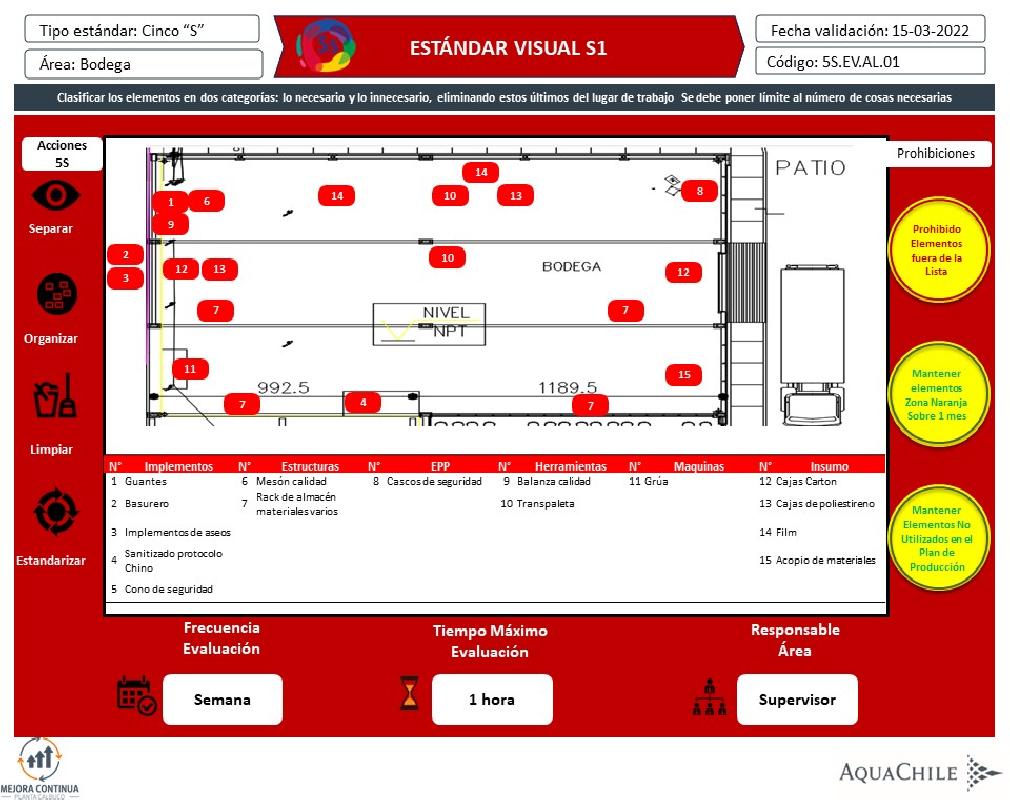 Tipo estándar: Cinco “S”
Área: Bodega
ESTÁNDAR VISUAL S1
Fecha validación: 15-03-2022
Código: 5S.EV.AL.01
Clasificar los elementos en dos categorías: lo necesario y lo innecesario, eliminando estos últimos del lugar de trabajo Se debe poner límite al número de cosas necesarias
Acciones
5S
Separar
Organizar
Limpiar
Estandarizar
14
1
6
14
10
13
8
9
2
3
12
13
10
BODEGA
12
7
NIVEL
NPT
7
11
992.5
1189.5
15
7
4
7
PATIO
Prohibiciones
Prohibido
Elementos
fuera de la
Lista
Mantener
elementos
Zona Naranja
Sobre 1 mes
Mantener
Elementos No
Utilizados en el
Plan de
Producción
N° Implementos N° Estructuras N° EPP N° Herramientas N° Maquinas N° Insumo
1 Guantes 6 Mesón calidad 8 Cascos de seguridad 9 Balanza calidad 11 Grúa 12 Cajas Carton
2 Basurero 7 Rack de almacén materiales varios 10 Transpaleta 13 Cajas de poliestireno
3 Implementos de aseos 14 Film
4 Sanitizado protocolo Chino 15 Acopio de materiales
5 Cono de seguridad
Frecuencia
Evaluación
Semana
Tiempo Máximo
Evaluación
1 hora
Responsable
Área
Supervisor
MEJORA CONTINUA
PLANTA CALBUCO
AQUACHILE